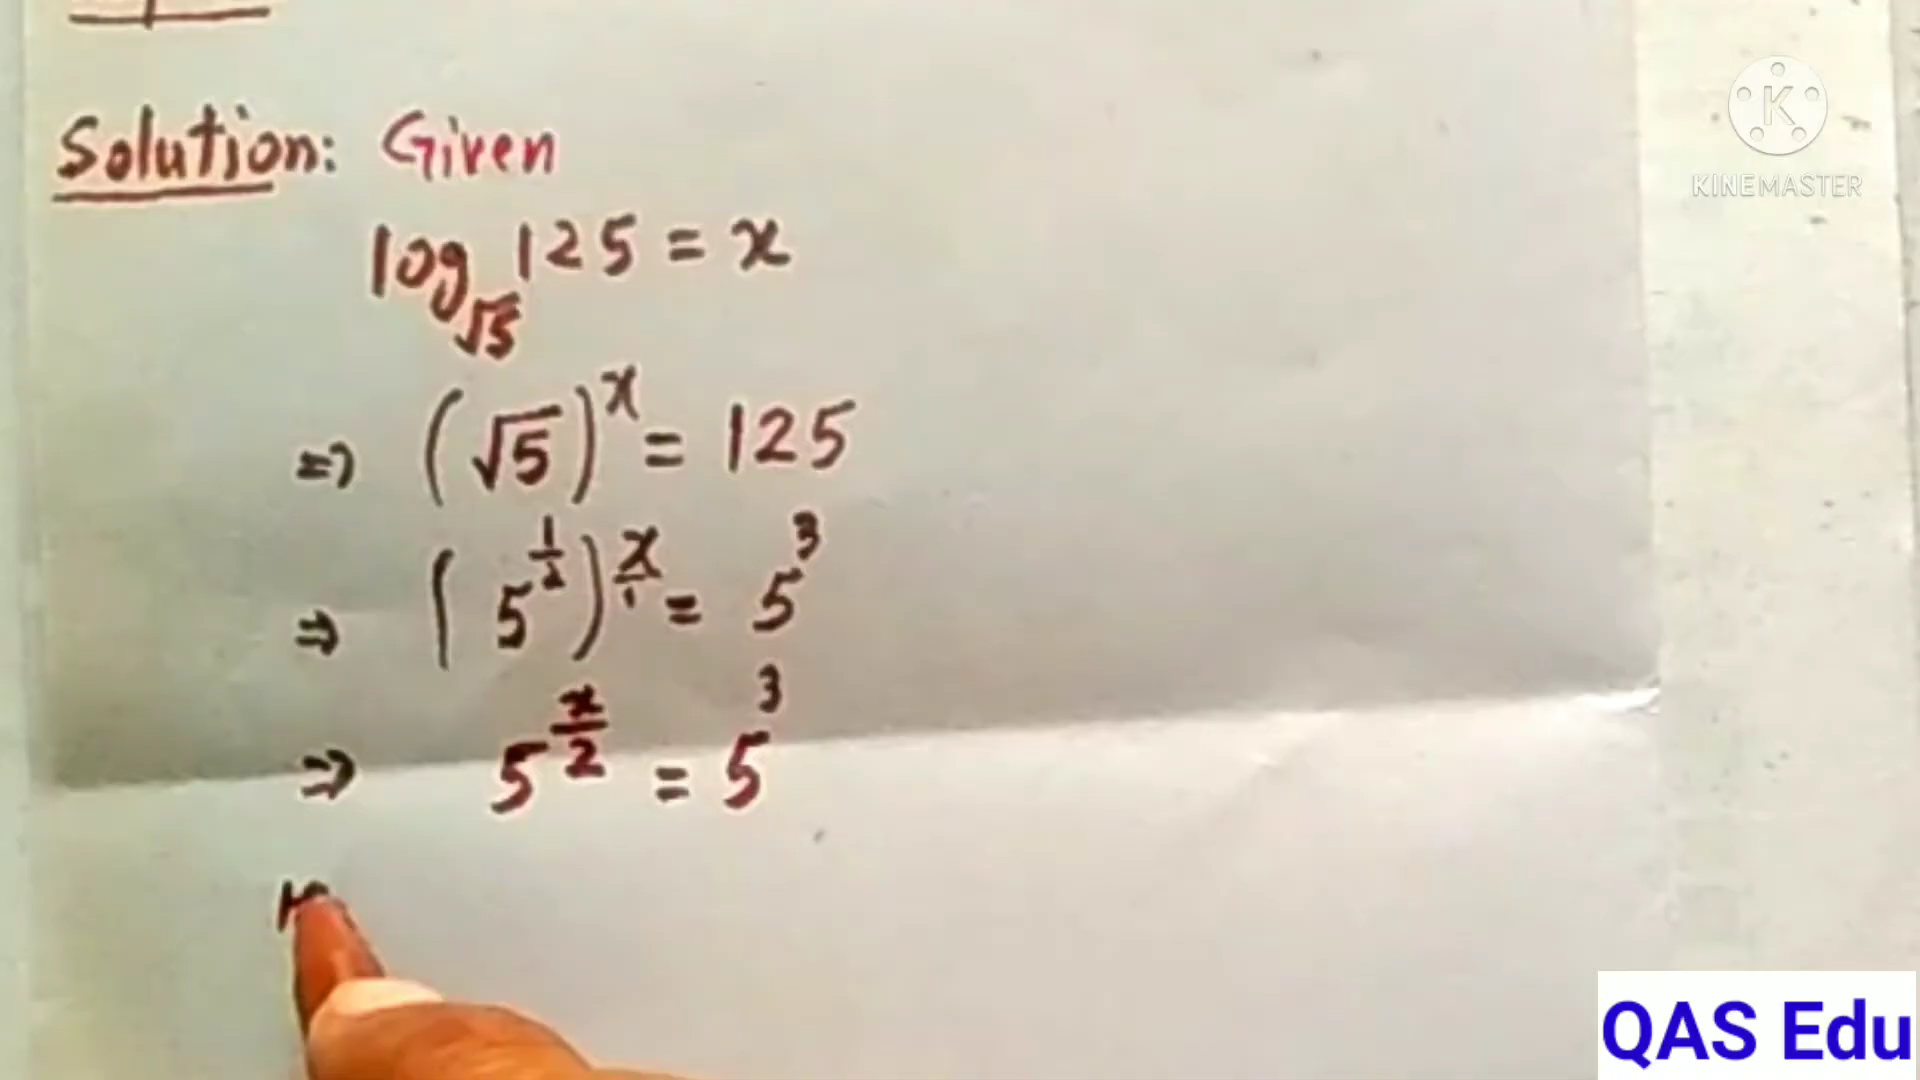 Solution: Given
log√5 125 = x
⇒ (√5)^x = 125
⇒ (5^(1/2))^(x/1) = 5^3
⇒ 5^(x/2) = 5^3
K
KINEMASTER
QAS Edu